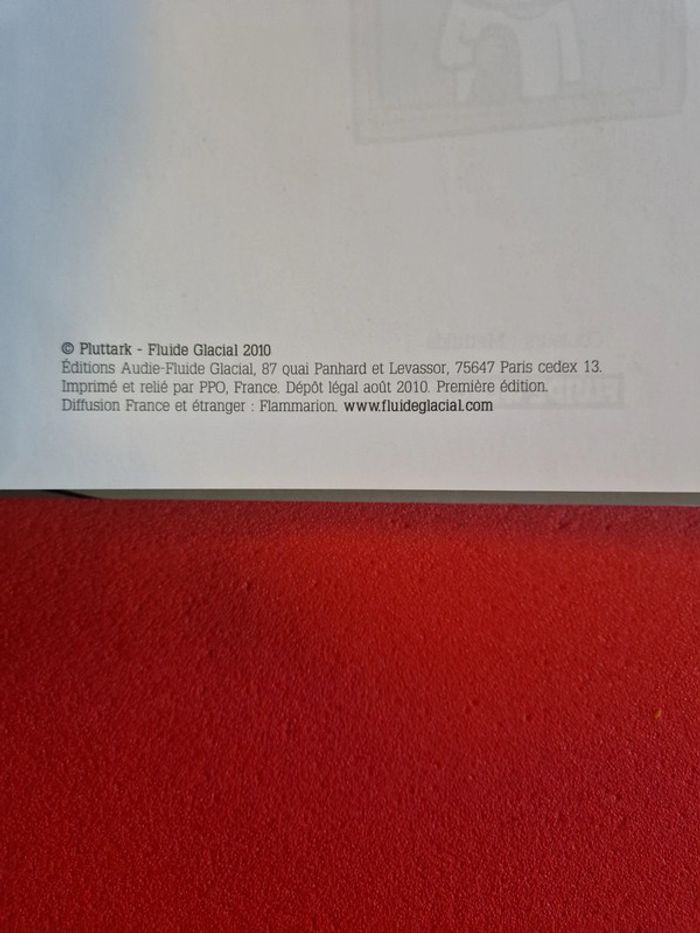 © Pluttark - Fluide Glacial 2010
Éditions Audie-Fluide Glacial, 87 quai Panhard et Levassor, 75647 Paris cedex 13.
Imprimé et relié par PPO, France. Dépôt légal août 2010. Première édition.
Diffusion France et étranger : Flammarion. www.fluideglacial.com